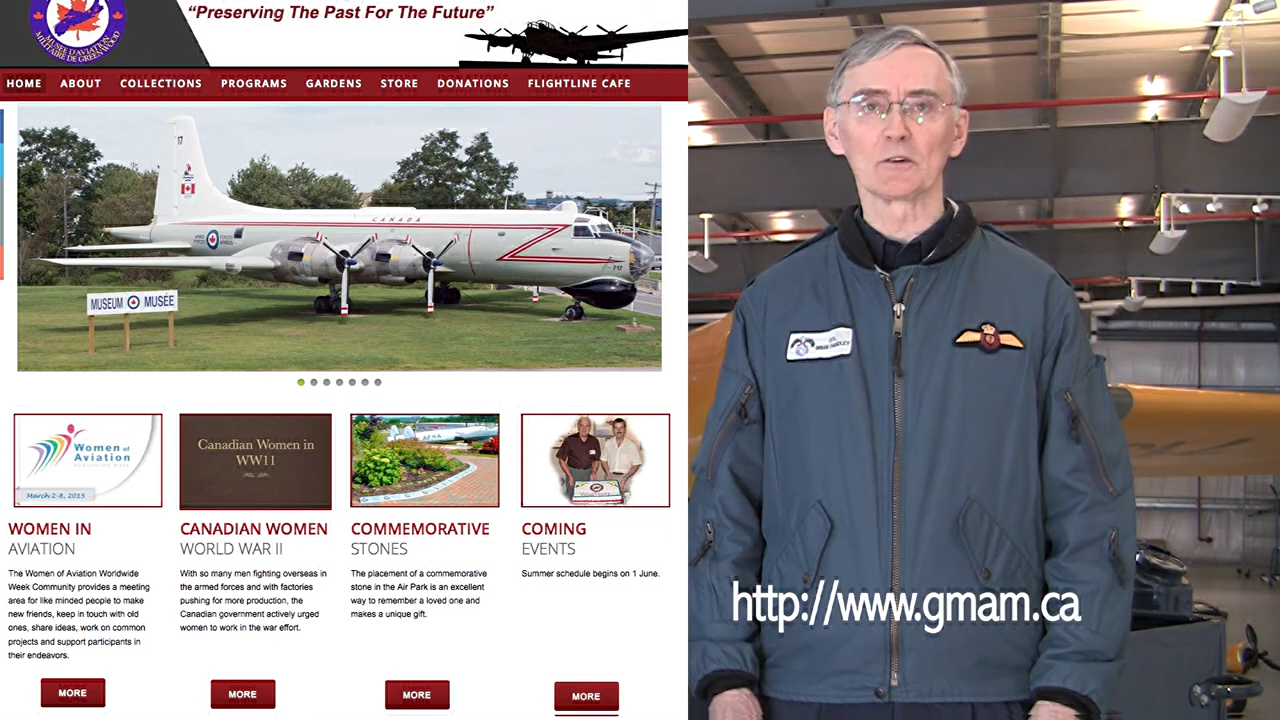 “Preserving The Past For The Future”
MUSÉE D'AVIATION
MILITAIRE DE GREENWOOD
HOME ABOUT COLLECTIONS PROGRAMS GARDENS STORE DONATIONS FLIGHTLINE CAFE
17
CANADA
717
MUSEUM MUSÉE
Women of
Aviation
March 2-8, 2015
Canadian Women in
WW11
WOMEN IN
AVIATION
The Women of Aviation Worldwide
Week Community provides a meeting
area for like minded people to make
new friends, keep in touch with old
ones, share ideas, work on common
projects and support participants in
their endeavors.
MORE
CANADIAN WOMEN
WORLD WAR II
With so many men fighting overseas in
the armed forces and with factories
pushing for more production, the
Canadian government actively urged
women to work in the war effort.
MORE
COMMEMORATIVE
STONES
The placement of a commemorative
stone in the Air Park is an excellent
way to remember a loved one and
makes a unique gift.
MORE
COMING
EVENTS
Summer schedule begins on 1 June.
MORE
http://www.gmam.ca